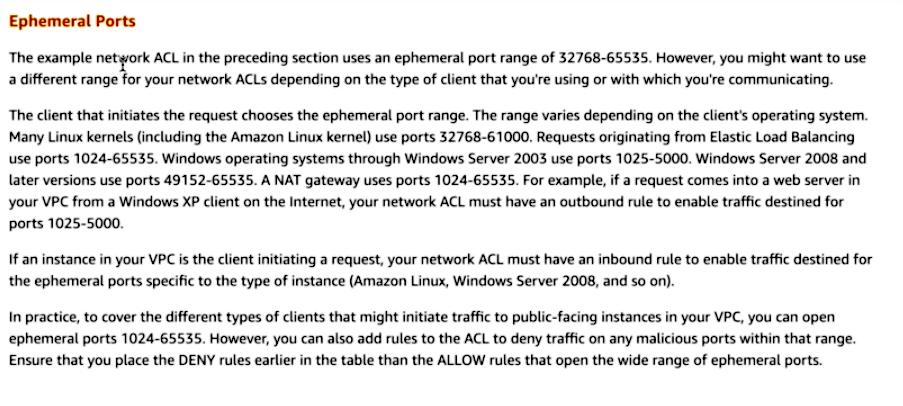 Ephemeral Ports
The example network ACL in the preceding section uses an ephemeral port range of 32768-65535. However, you might want to use
a different range for your network ACLs depending on the type of client that you're using or with which you're communicating.
The client that initiates the request chooses the ephemeral port range. The range varies depending on the client's operating system.
Many Linux kernels (including the Amazon Linux kernel) use ports 32768-61000. Requests originating from Elastic Load Balancing
use ports 1024-65535. Windows operating systems through Windows Server 2003 use ports 1025-5000. Windows Server 2008 and
later versions use ports 49152-65535. A NAT gateway uses ports 1024-65535. For example, if a request comes into a web server in
your VPC from a Windows XP client on the Internet, your network ACL must have an outbound rule to enable traffic destined for
ports 1025-5000.
If an instance in your VPC is the client initiating a request, your network ACL must have an inbound rule to enable traffic destined for
the ephemeral ports specific to the type of instance (Amazon Linux, Windows Server 2008, and so on).
In practice, to cover the different types of clients that might initiate traffic to public-facing instances in your VPC, you can open
ephemeral ports 1024-65535. However, you can also add rules to the ACL to deny traffic on any malicious ports within that range.
Ensure that you place the DENY rules earlier in the table than the ALLOW rules that open the wide range of ephemeral ports.